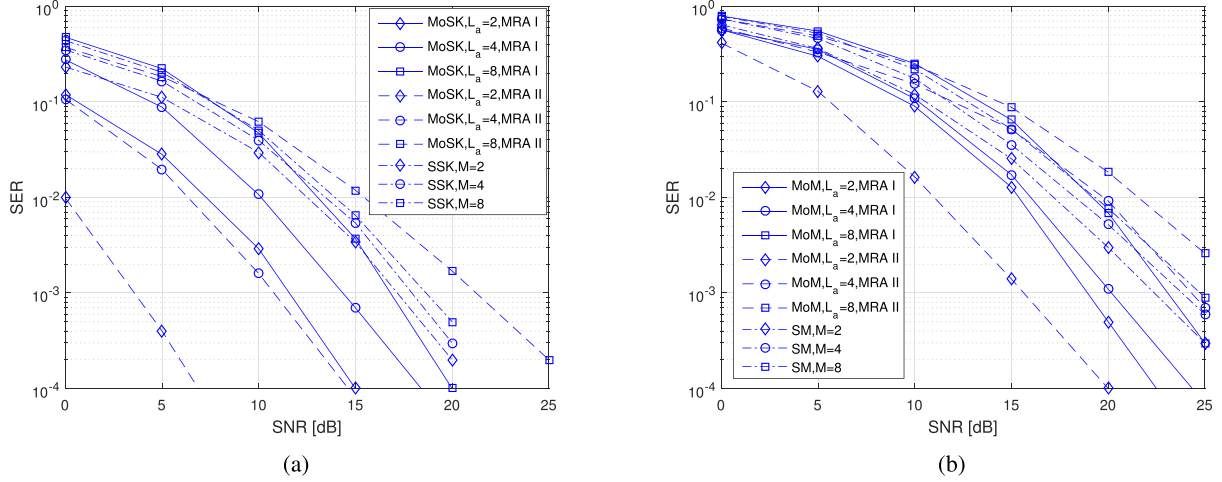 10^0
10^-1
10^-2
10^-3
10^-4
SER
0 5 10 15 20 25
SNR [dB]
MoSK,L_a=2,MRA I
MoSK,L_a=4,MRA I
MoSK,L_a=8,MRA I
MoSK,L_a=2,MRA II
MoSK,L_a=4,MRA II
MoSK,L_a=8,MRA II
SSK,M=2
SSK,M=4
SSK,M=8
(a)
10^0
10^-1
10^-2
10^-3
10^-4
SER
0 5 10 15 20 25
SNR [dB]
MoM,L_a=2,MRA I
MoM,L_a=4,MRA I
MoM,L_a=8,MRA I
MoM,L_a=2,MRA II
MoM,L_a=4,MRA II
MoM,L_a=8,MRA II
SM,M=2
SM,M=4
SM,M=8
(b)